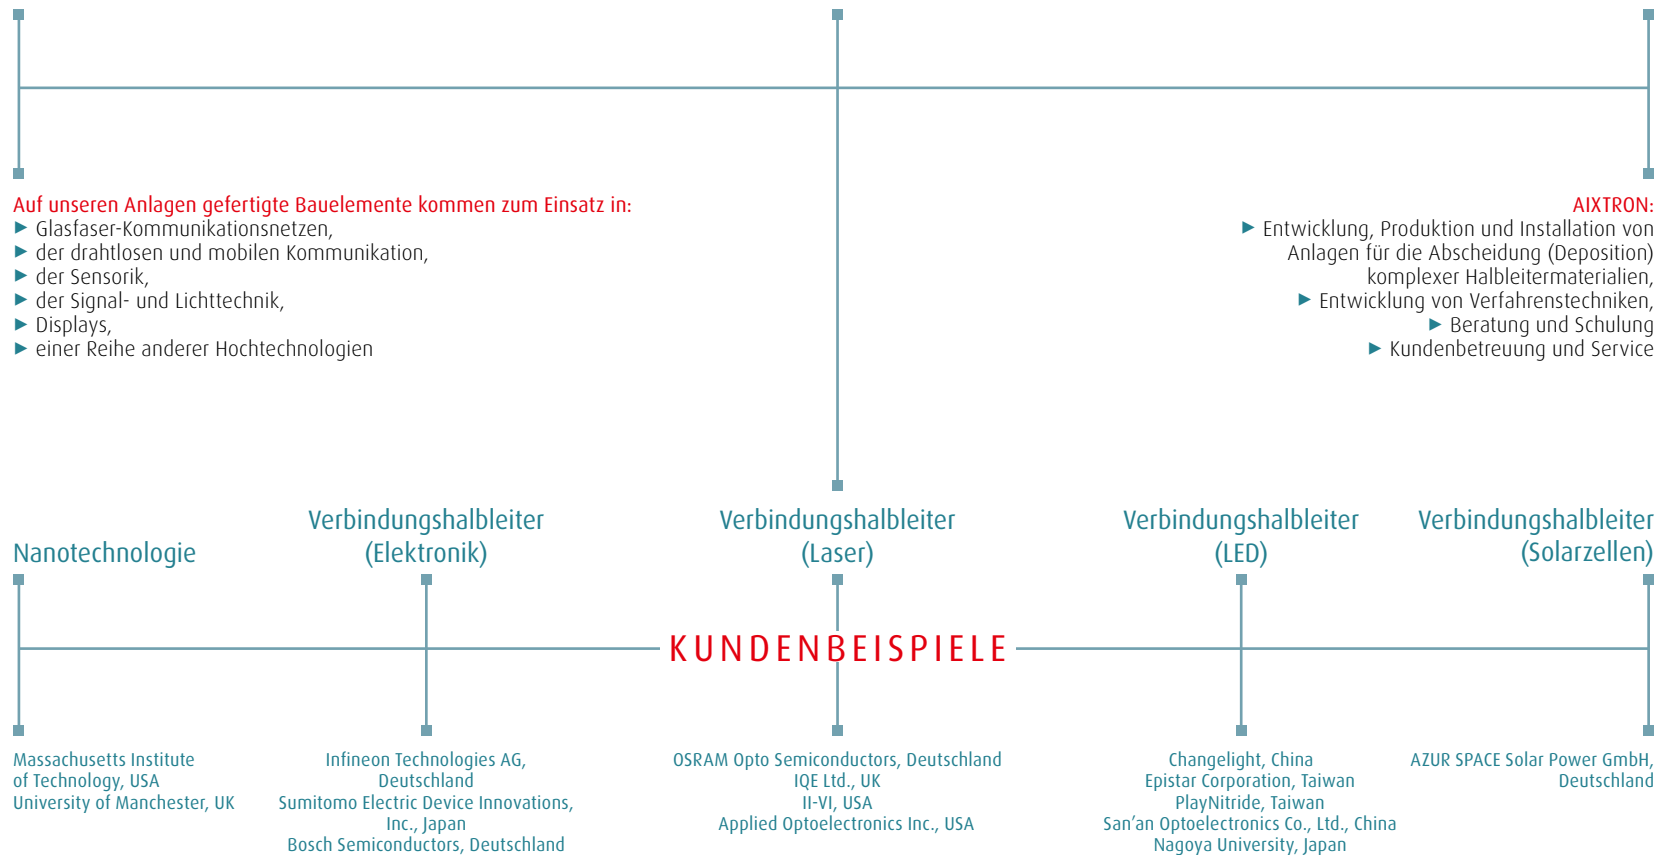 Auf unseren Anlagen gefertigte Bauelemente kommen zum Einsatz in:
► Glasfaser-Kommunikationsnetzen,
► der drahtlosen und mobilen Kommunikation,
► der Sensorik,
► der Signal- und Lichttechnik,
► Displays,
► einer Reihe anderer Hochtechnologien
AIXTRON:
► Entwicklung, Produktion und Installation von
Anlagen für die Abscheidung (Deposition)
komplexer Halbleitermaterialien,
► Entwicklung von Verfahrenstechniken,
► Beratung und Schulung
► Kundenbetreuung und Service
Nanotechnologie
Verbindungshalbleiter
(Elektronik)
Verbindungshalbleiter
(Laser)
Verbindungshalbleiter
(LED)
Verbindungshalbleiter
(Solarzellen)
KUNDENBEISPIELE
Massachusetts Institute
of Technology, USA
University of Manchester, UK
Infineon Technologies AG,
Deutschland
Sumitomo Electric Device Innovations,
Inc., Japan
Bosch Semiconductors, Deutschland
OSRAM Opto Semiconductors, Deutschland
IQE Ltd., UK
II-VI, USA
Applied Optoelectronics Inc., USA
Changelight, China
Epistar Corporation, Taiwan
PlayNitride, Taiwan
San’an Optoelectronics Co., Ltd., China
Nagoya University, Japan
AZUR SPACE Solar Power GmbH,
Deutschland